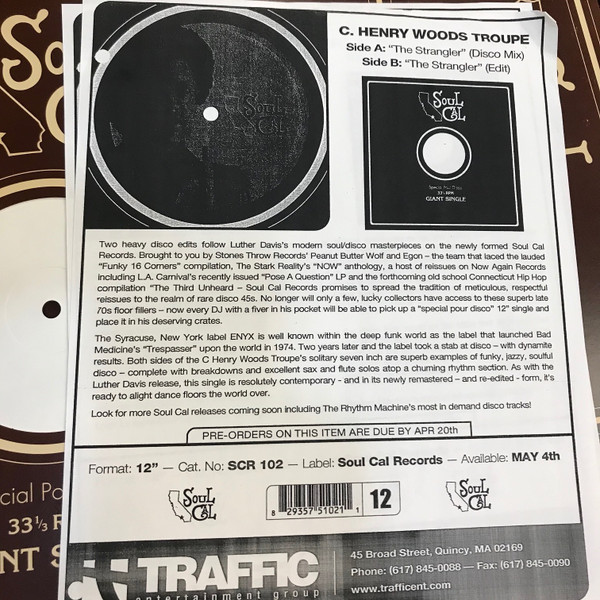 C. HENRY WOODS TROUPE
Side A: "The Strangler" (Disco Mix)
Side B: "The Strangler" (Edit)
SOUL
CAL
SOUL
CAL
33⅓ RPM
GIANT SINGLE
Two heavy disco edits follow Luther Davis's modern soul/disco masterpieces on the newly formed Soul Cal
Records. Brought to you by Stones Throw Records' Peanut Butter Wolf and Egon – the team that laced the lauded
"Funky 16 Corners" compilation, The Stark Reality's "NOW" anthology, a host of reissues on Now Again Records
including L.A. Carnival's recently issued "Pose A Question" LP and the forthcoming old school Connecticut Hip Hop
compilation "The Third Unheard – Soul Cal Records promises to spread the tradition of meticulous, respectful
reissues to the realm of rare disco 45s. No longer will only a few, lucky collectors have access to these superb late
70s floor fillers – now every DJ with a fiver in his pocket will be able to pick up a "special pour disco" 12" single and
place it in his deserving crates.
The Syracuse, New York label ENYX is well known within the deep funk world as the label that launched Bad
Medicine's "Trespasser" upon the world in 1974. Two years later and the label took a stab at disco – with dynamite
results. Both sides of the C Henry Woods Troupe's solitary seven inch are superb examples of funky, jazzy, soulful
disco – complete with breakdowns and excellent sax and flute solos atop a churning rhythm section. As with the
Luther Davis release, this single is resolutely contemporary - and in its newly remastered – and re-edited - form, it's
ready to alight dance floors the world over.
Look for more Soul Cal releases coming soon including The Rhythm Machine's most in demand disco tracks!
PRE-ORDERS ON THIS ITEM ARE DUE BY APR 20th
Format: 12" — Cat. No: SCR 102 — Label: Soul Cal Records — Available: MAY 4th
SOUL
CAL
8 29357 51021 1
12
SOUL
CAL
TRAFFIC
entertainment group
45 Broad Street, Quincy, MA 02169
Phone: (617) 845-0088 — Fax: (617) 845-0090
www.trafficent.com
cial Po
33⅓ R
NT S